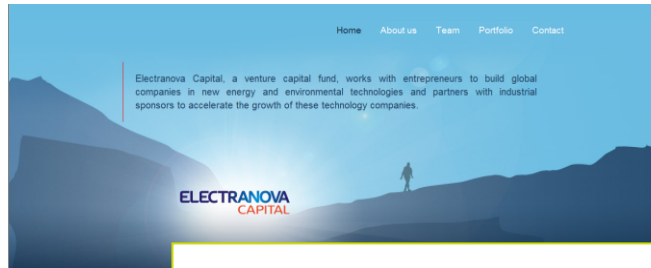 Home About us Team Portfolio Contact
Electranova Capital, a venture capital fund, works with entrepreneurs to build global
companies in new energy and environmental technologies and partners with industrial
sponsors to accelerate the growth of these technology companies.
ELECTRANOVA
CAPITAL